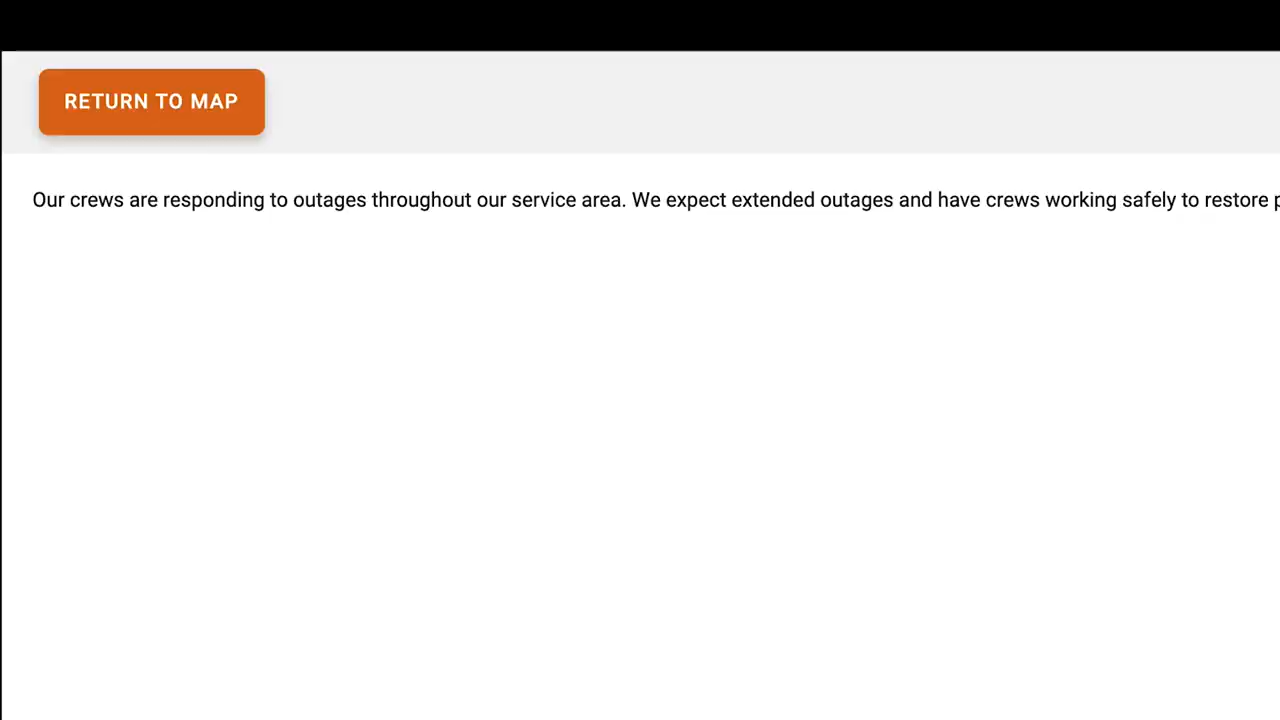 RETURN TO MAP
Our crews are responding to outages throughout our service area. We expect extended outages and have crews working safely to restore